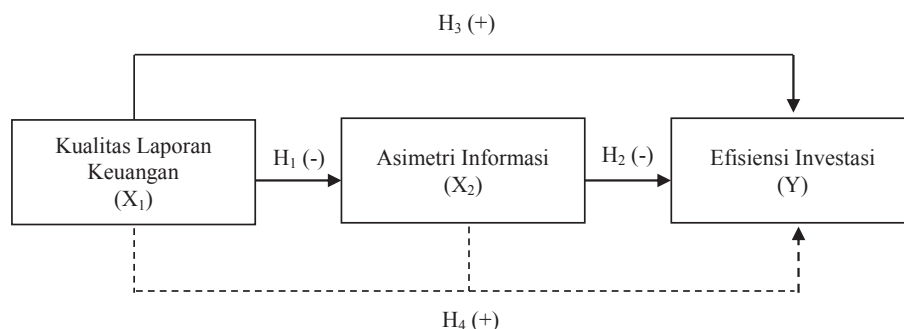 H₃ (+)
Kualitas Laporan
Keuangan
(X₁)
H₁ (-)
Asimetri Informasi
(X₂)
H₂ (-)
Efisiensi Investasi
(Y)
H₄ (+)